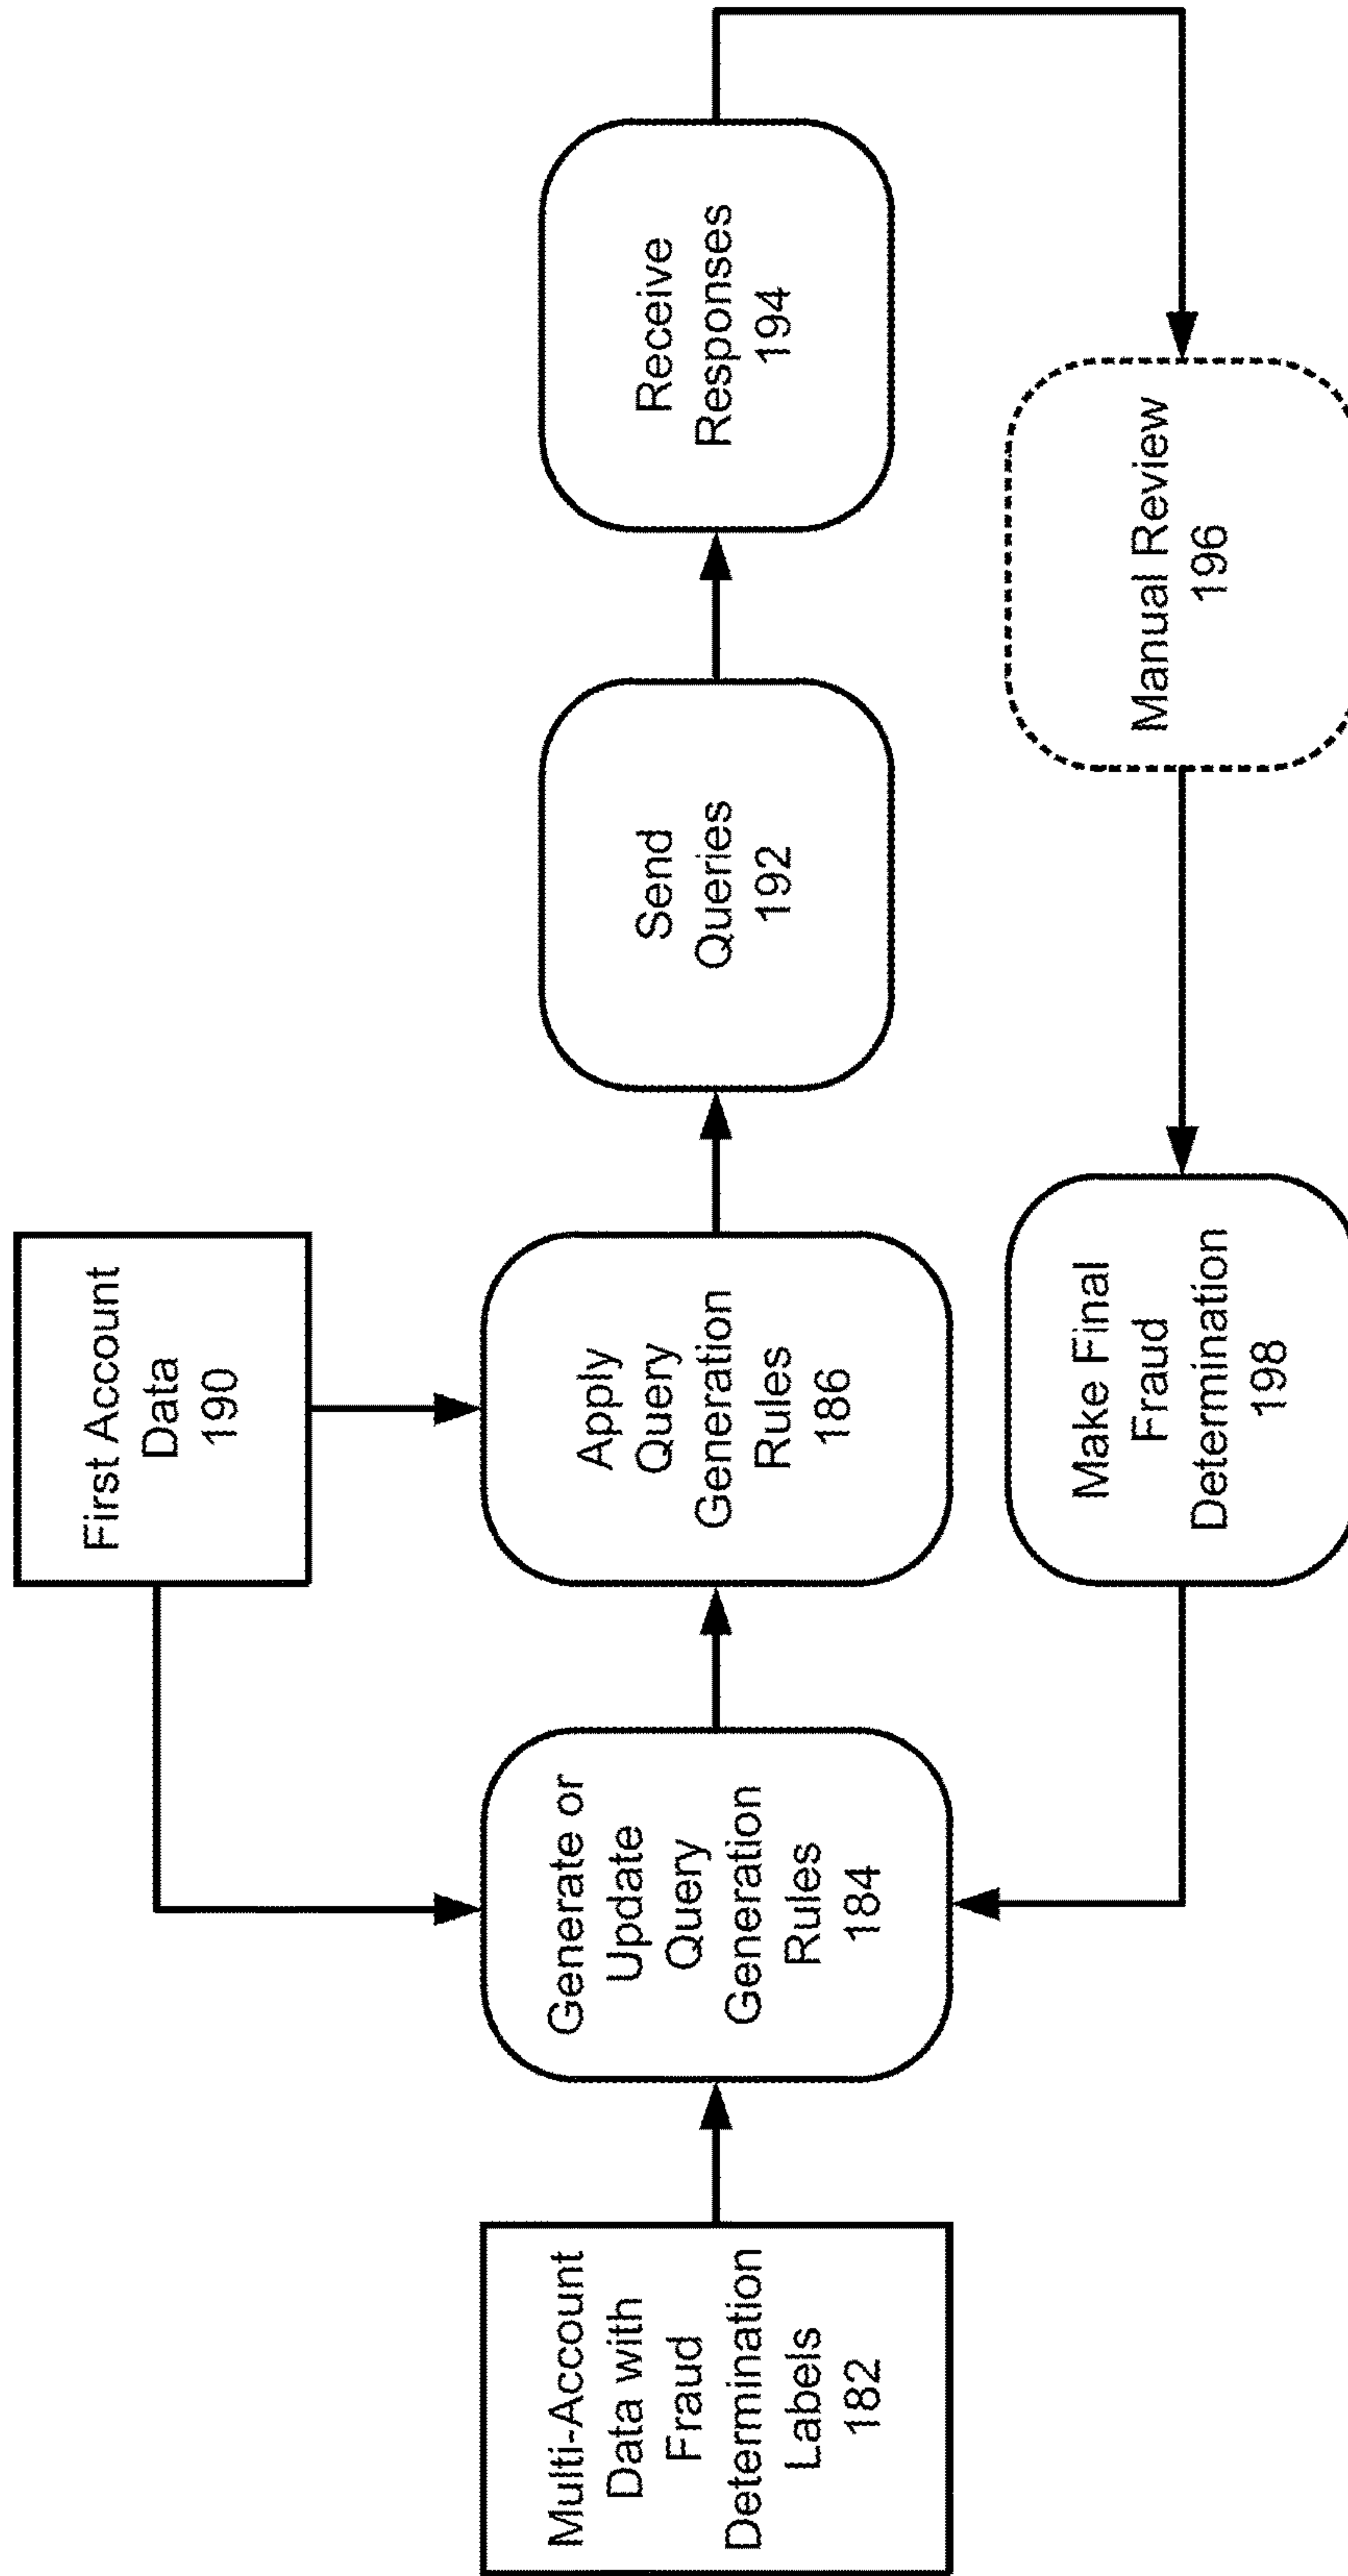 First Account
Data
190
Multi-Account
Data with
Fraud
Determination
Labels
182
Generate or
Update
Query
Generation
Rules
184
Apply
Query
Generation
Rules
186
Send
Queries
192
Receive
Responses
194
Make Final
Fraud
Determination
198
Manual Review
196